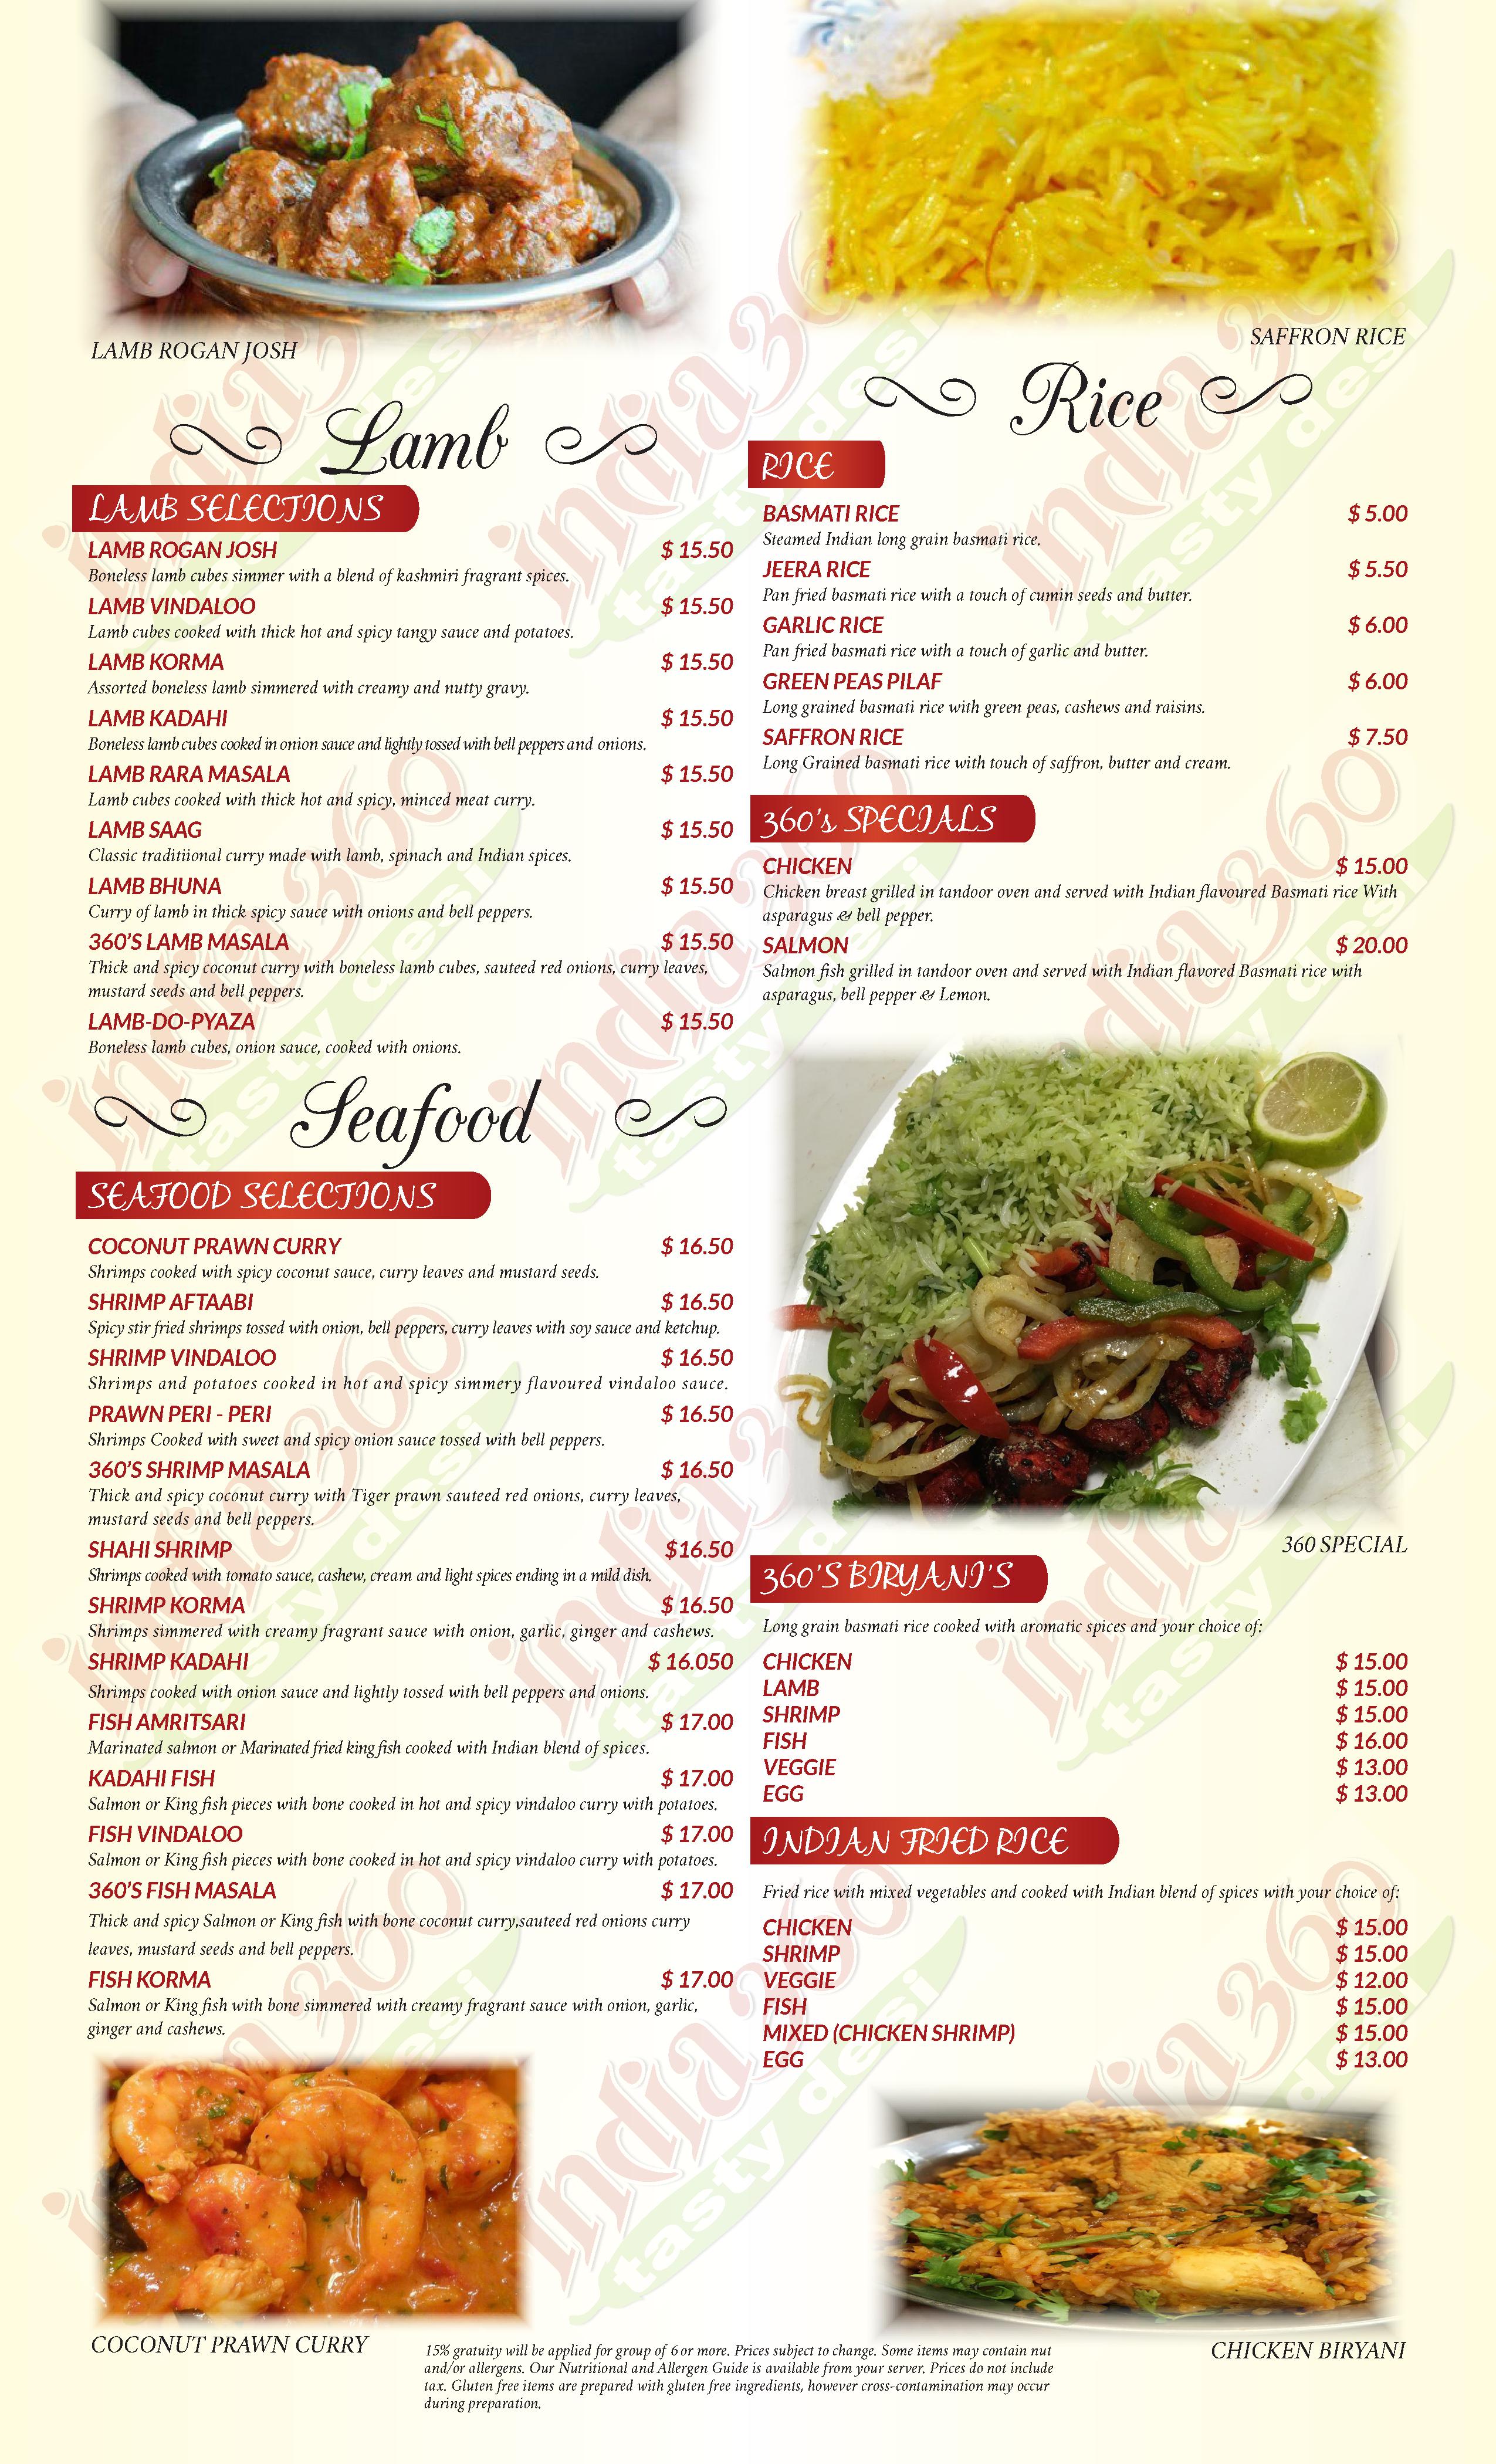 LAMB ROGAN JOSH
Lamb
LAMB SELECTIONS
LAMB ROGAN JOSH $ 15.50
Boneless lamb cubes simmer with a blend of kashmiri fragrant spices.
LAMB VINDALOO $ 15.50
Lamb cubes cooked with thick hot and spicy tangy sauce and potatoes.
LAMB KORMA $ 15.50
Assorted boneless lamb simmered with creamy and nutty gravy.
LAMB KADAHI $ 15.50
Boneless lamb cubes cooked in onion sauce and lightly tossed with bell peppers and onions.
LAMB RARA MASALA $ 15.50
Lamb cubes cooked with thick hot and spicy, minced meat curry.
LAMB SAAG $ 15.50
Classic traditiional curry made with lamb, spinach and Indian spices.
LAMB BHUNA $ 15.50
Curry of lamb in thick spicy sauce with onions and bell peppers.
360'S LAMB MASALA $ 15.50
Thick and spicy coconut curry with boneless lamb cubes, sauteed red onions, curry leaves,
mustard seeds and bell peppers.
LAMB-DO-PYAZA $ 15.50
Boneless lamb cubes, onion sauce, cooked with onions.
Seafood
SEAFOOD SELECTIONS
COCONUT PRAWN CURRY $ 16.50
Shrimps cooked with spicy coconut sauce, curry leaves and mustard seeds.
SHRIMP AFTAABI $ 16.50
Spicy stir fried shrimps tossed with onion, bell peppers, curry leaves with soy sauce and ketchup.
SHRIMP VINDALOO $ 16.50
Shrimps and potatoes cooked in hot and spicy simmery flavoured vindaloo sauce.
PRAWN PERI - PERI $ 16.50
Shrimps Cooked with sweet and spicy onion sauce tossed with bell peppers.
360'S SHRIMP MASALA $ 16.50
Thick and spicy coconut curry with Tiger prawn sauteed red onions, curry leaves,
mustard seeds and bell peppers.
SHAHI SHRIMP $16.50
Shrimps cooked with tomato sauce, cashew, cream and light spices ending in a mild dish.
SHRIMP KORMA $ 16.50
Shrimps simmered with creamy fragrant sauce with onion, garlic, ginger and cashews.
SHRIMP KADAHI $ 16.050
Shrimps cooked with onion sauce and lightly tossed with bell peppers and onions.
FISH AMRITSARI $ 17.00
Marinated salmon or Marinated fried king fish cooked with Indian blend of spices.
KADAHI FISH $ 17.00
Salmon or King fish pieces with bone cooked in hot and spicy vindaloo curry with potatoes.
FISH VINDALOO $ 17.00
Salmon or King fish pieces with bone cooked in hot and spicy vindaloo curry with potatoes.
360'S FISH MASALA $ 17.00
Thick and spicy Salmon or King fish with bone coconut curry,sauteed red onions curry
leaves, mustard seeds and bell peppers.
FISH KORMA $ 17.00
Salmon or King fish with bone simmered with creamy fragrant sauce with onion, garlic,
ginger and cashews.
COCONUT PRAWN CURRY
SAFFRON RICE
Rice
RICE
BASMATI RICE $ 5.00
Steamed Indian long grain basmati rice.
JEERA RICE $ 5.50
Pan fried basmati rice with a touch of cumin seeds and butter.
GARLIC RICE $ 6.00
Pan fried basmati rice with a touch of garlic and butter.
GREEN PEAS PILAF $ 6.00
Long grained basmati rice with green peas, cashews and raisins.
SAFFRON RICE $ 7.50
Long Grained basmati rice with touch of saffron, butter and cream.
360's SPECIALS
CHICKEN $ 15.00
Chicken breast grilled in tandoor oven and served with Indian flavoured Basmati rice With
asparagus & bell pepper.
SALMON $ 20.00
Salmon fish grilled in tandoor oven and served with Indian flavored Basmati rice with
asparagus, bell pepper & Lemon.
360 SPECIAL
360'S BIRYANI'S
Long grain basmati rice cooked with aromatic spices and your choice of:
CHICKEN $ 15.00
LAMB $ 15.00
SHRIMP $ 15.00
FISH $ 16.00
VEGGIE $ 13.00
EGG $ 13.00
INDIAN FRIED RICE
Fried rice with mixed vegetables and cooked with Indian blend of spices with your choice of:
CHICKEN $ 15.00
SHRIMP $ 15.00
VEGGIE $ 12.00
FISH $ 15.00
MIXED (CHICKEN SHRIMP) $ 15.00
EGG $ 13.00
CHICKEN BIRYANI
15% gratuity will be applied for group of 6 or more. Prices subject to change. Some items may contain nut
and/or allergens. Our Nutritional and Allergen Guide is available from your server. Prices do not include
tax. Gluten free items are prepared with gluten free ingredients, however cross-contamination may occur
during preparation.
india360
tasty desi